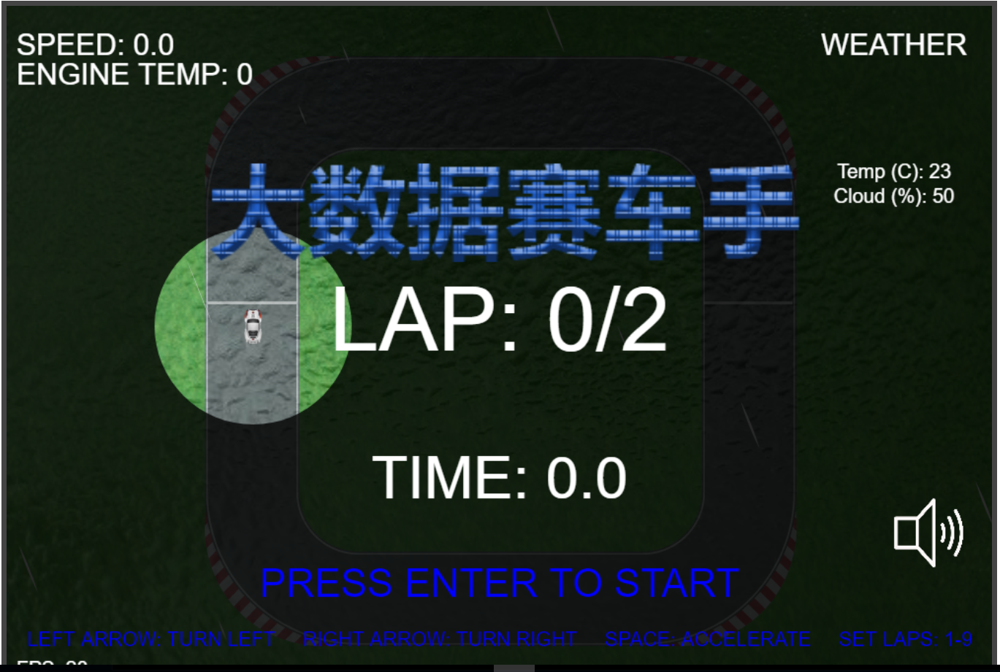 SPEED: 0.0
ENGINE TEMP: 0
WEATHER
Temp (C): 23
Cloud (%): 50
大数据赛车手
LAP: 0/2
TIME: 0.0
PRESS ENTER TO START
LEFT ARROW: TURN LEFT RIGHT ARROW: TURN RIGHT SPACE: ACCELERATE SET LAPS: 1-9